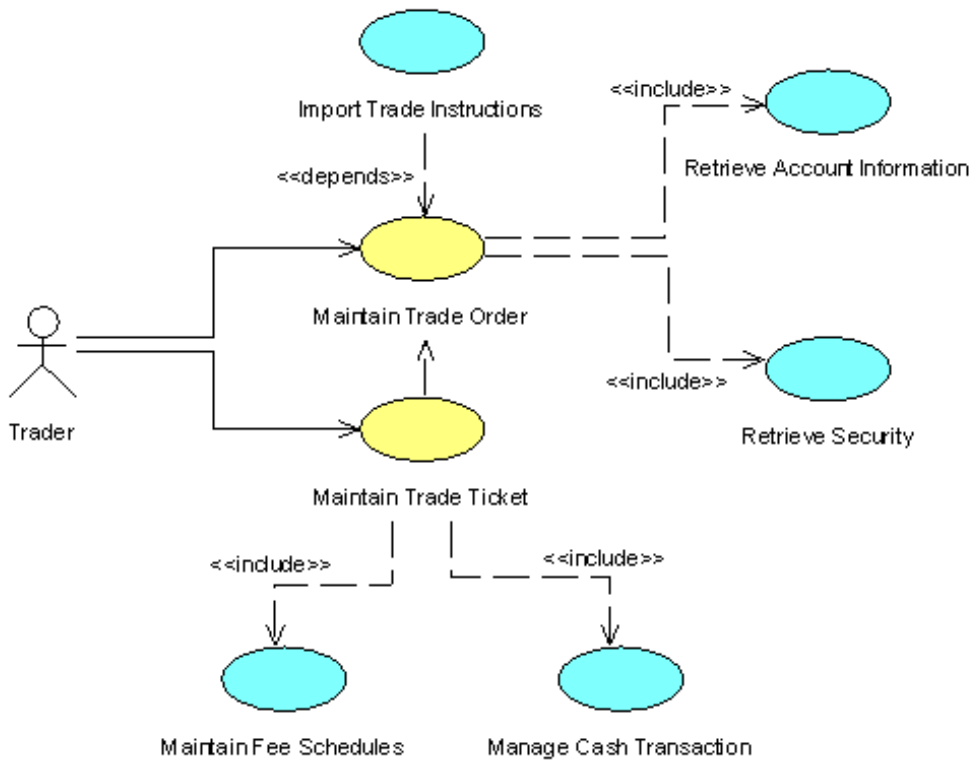 <<include>>
Import Trade Instructions
Retrieve Account Information
<<depends>>
Maintain Trade Order
<<include>>
Trader
Retrieve Security
Maintain Trade Ticket
<<include>>
<<include>>
Maintain Fee Schedules
Manage Cash Transaction